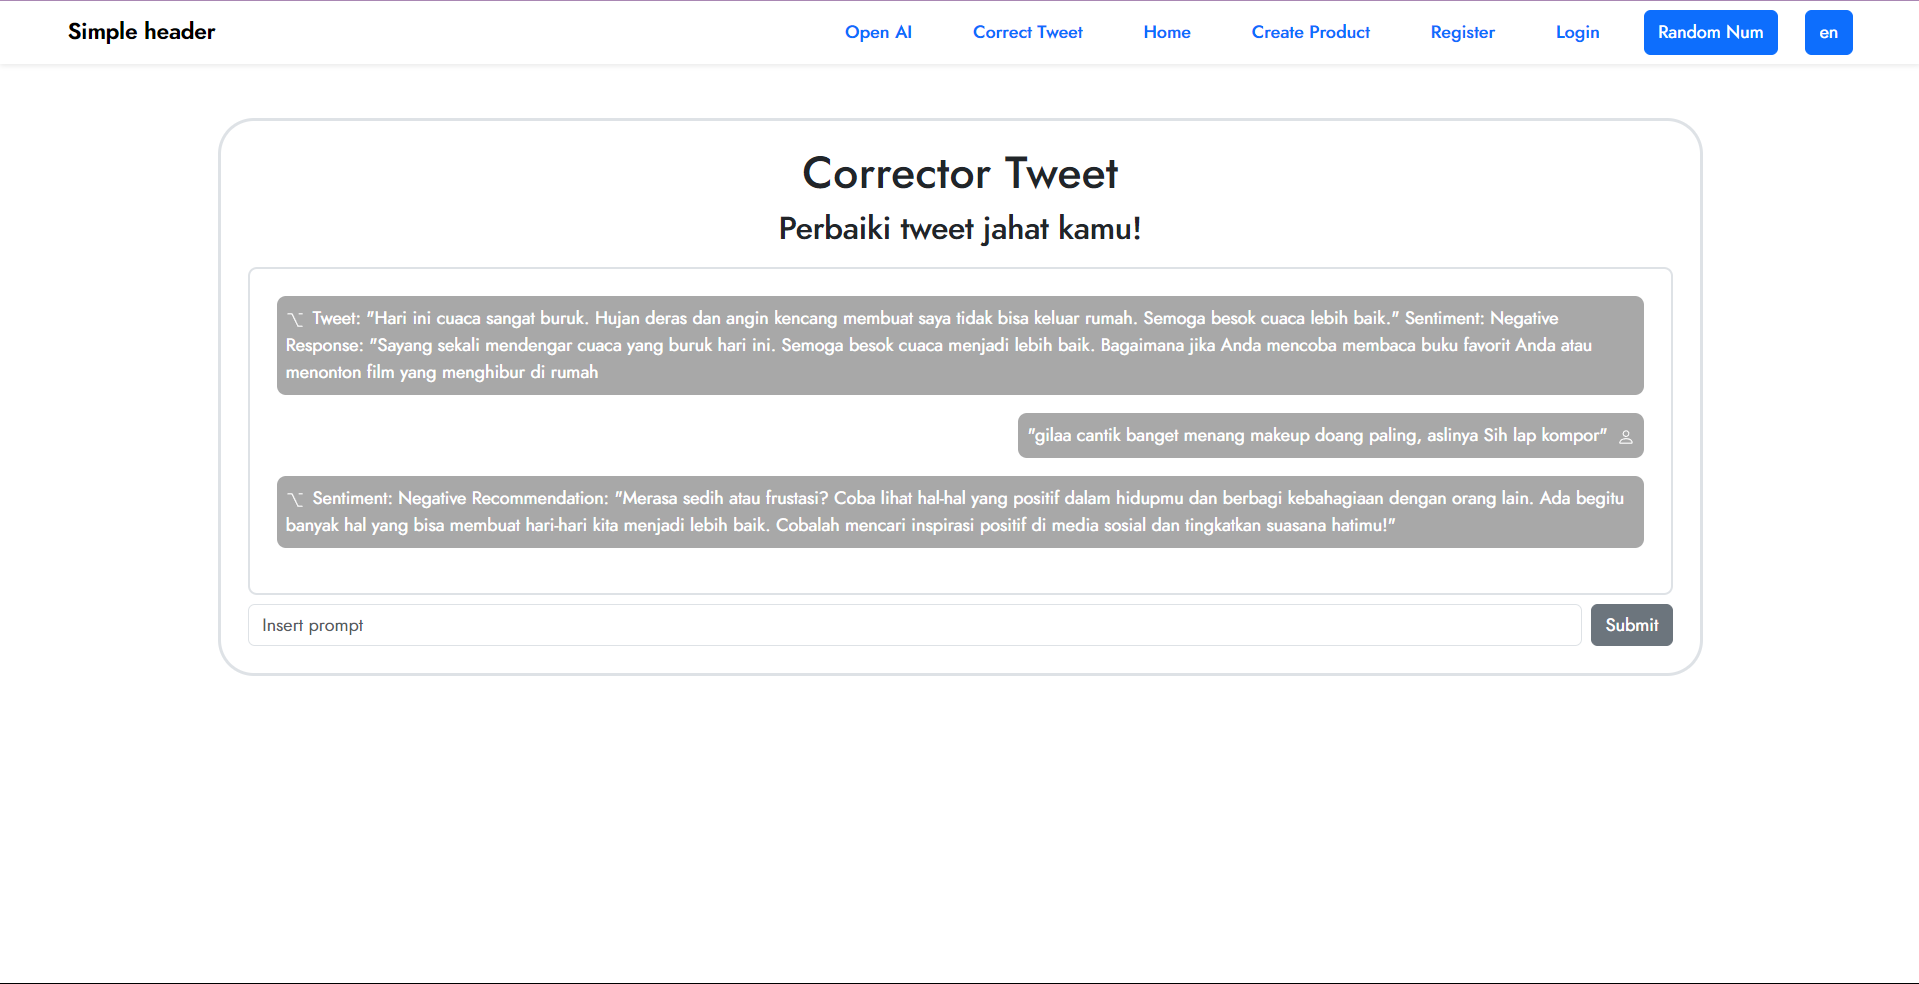 Simple header
Open AI
Correct Tweet
Home
Create Product
Register
Login
Random Num
en
Corrector Tweet
Perbaiki tweet jahat kamu!
Tweet: "Hari ini cuaca sangat buruk. Hujan deras dan angin kencang membuat saya tidak bisa keluar rumah. Semoga besok cuaca lebih baik." Sentiment: Negative
Response: "Sayang sekali mendengar cuaca yang buruk hari ini. Semoga besok cuaca menjadi lebih baik. Bagaimana jika Anda mencoba membaca buku favorit Anda atau
menonton film yang menghibur di rumah
"gilaa cantik banget menang makeup doang paling, aslinya Sih lap kompor"
Sentiment: Negative Recommendation: "Merasa sedih atau frustasi? Coba lihat hal-hal yang positif dalam hidupmu dan berbagi kebahagiaan dengan orang lain. Ada begitu
banyak hal yang bisa membuat hari-hari kita menjadi lebih baik. Cobalah mencari inspirasi positif di media sosial dan tingkatkan suasana hatimu!"
Insert prompt
Submit